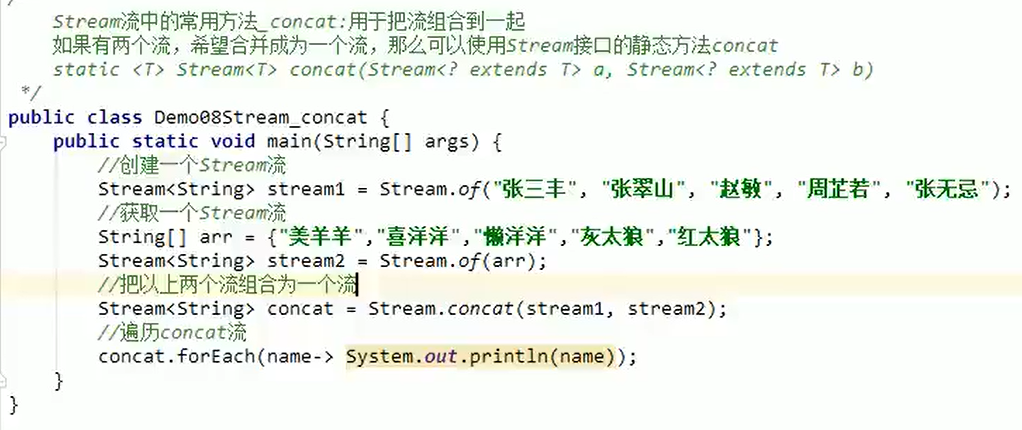 Stream流中的常用方法_concat:用于把流组合到一起
如果有两个流，希望合并成为一个流，那么可以使用Stream接口的静态方法concat
static <T> Stream<T> concat(Stream<? extends T> a, Stream<? extends T> b)
*/
public class Demo08Stream_concat {
public static void main(String[] args) {
//创建一个Stream流
Stream<String> stream1 = Stream.of("张三丰", "张翠山", "赵敏", "周芷若", "张无忌");
//获取一个Stream流
String[] arr = {"美羊羊","喜洋洋","懒洋洋","灰太狼","红太狼"};
Stream<String> stream2 = Stream.of(arr);
//把以上两个流组合为一个流
Stream<String> concat = Stream.concat(stream1, stream2);
//遍历concat流
concat.forEach(name-> System.out.println(name));
}
}